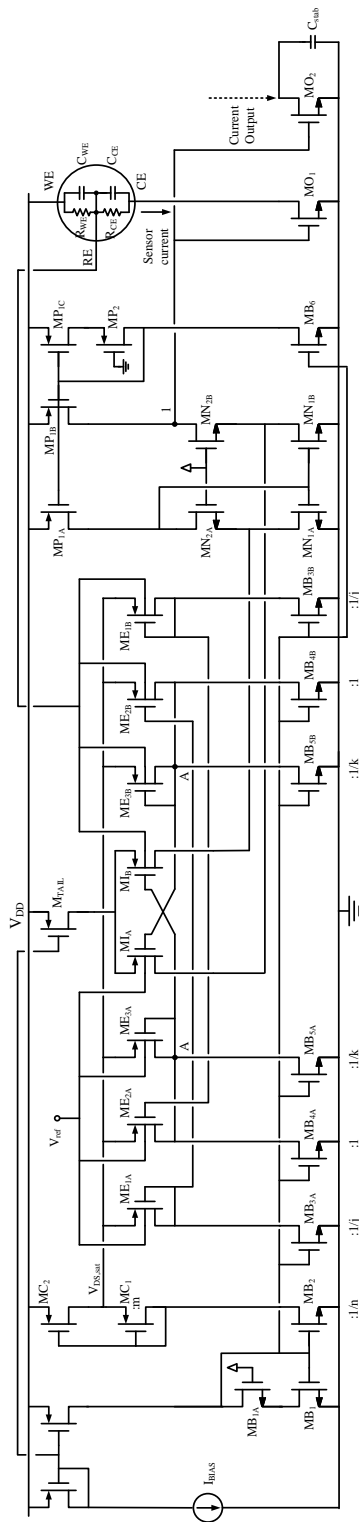 V_DD
M_TAIL
V_ref
V_DS,sat
MC_2
MC_1
:m
ME_1A
ME_2A
ME_3A
MI_A
MI_B
ME_3B
ME_2B
ME_1B
A
A
MP_1A
MP_1B
MP_1C
MP_2
1
MN_2A
MN_2B
MN_1A
MN_1B
RE
WE
R_WE
C_WE
R_CE
C_CE
CE
Sensor
current
Current
Output
I_BIAS
MB_1A
MB_1
MB_2
MB_3A
MB_4A
MB_5A
MB_5B
MB_4B
MB_3B
MB_6
MO_1
MO_2
C_stab
:1/n
:1/j
:1
:1/k
:1/k
:1
:1/j